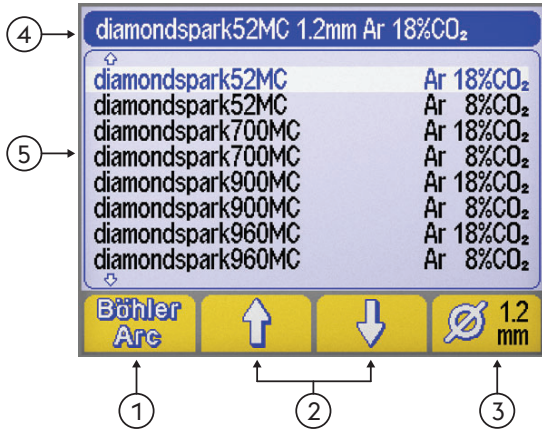 4
diamondspark52MC 1.2mm Ar 18%CO₂
5
diamondspark52MC Ar 18%CO₂
diamondspark52MC Ar 8%CO₂
diamondspark700MC Ar 18%CO₂
diamondspark700MC Ar 8%CO₂
diamondspark900MC Ar 18%CO₂
diamondspark900MC Ar 8%CO₂
diamondspark960MC Ar 18%CO₂
diamondspark960MC Ar 8%CO₂
Böhler
Arc
Ø 1.2
mm
1
2
3